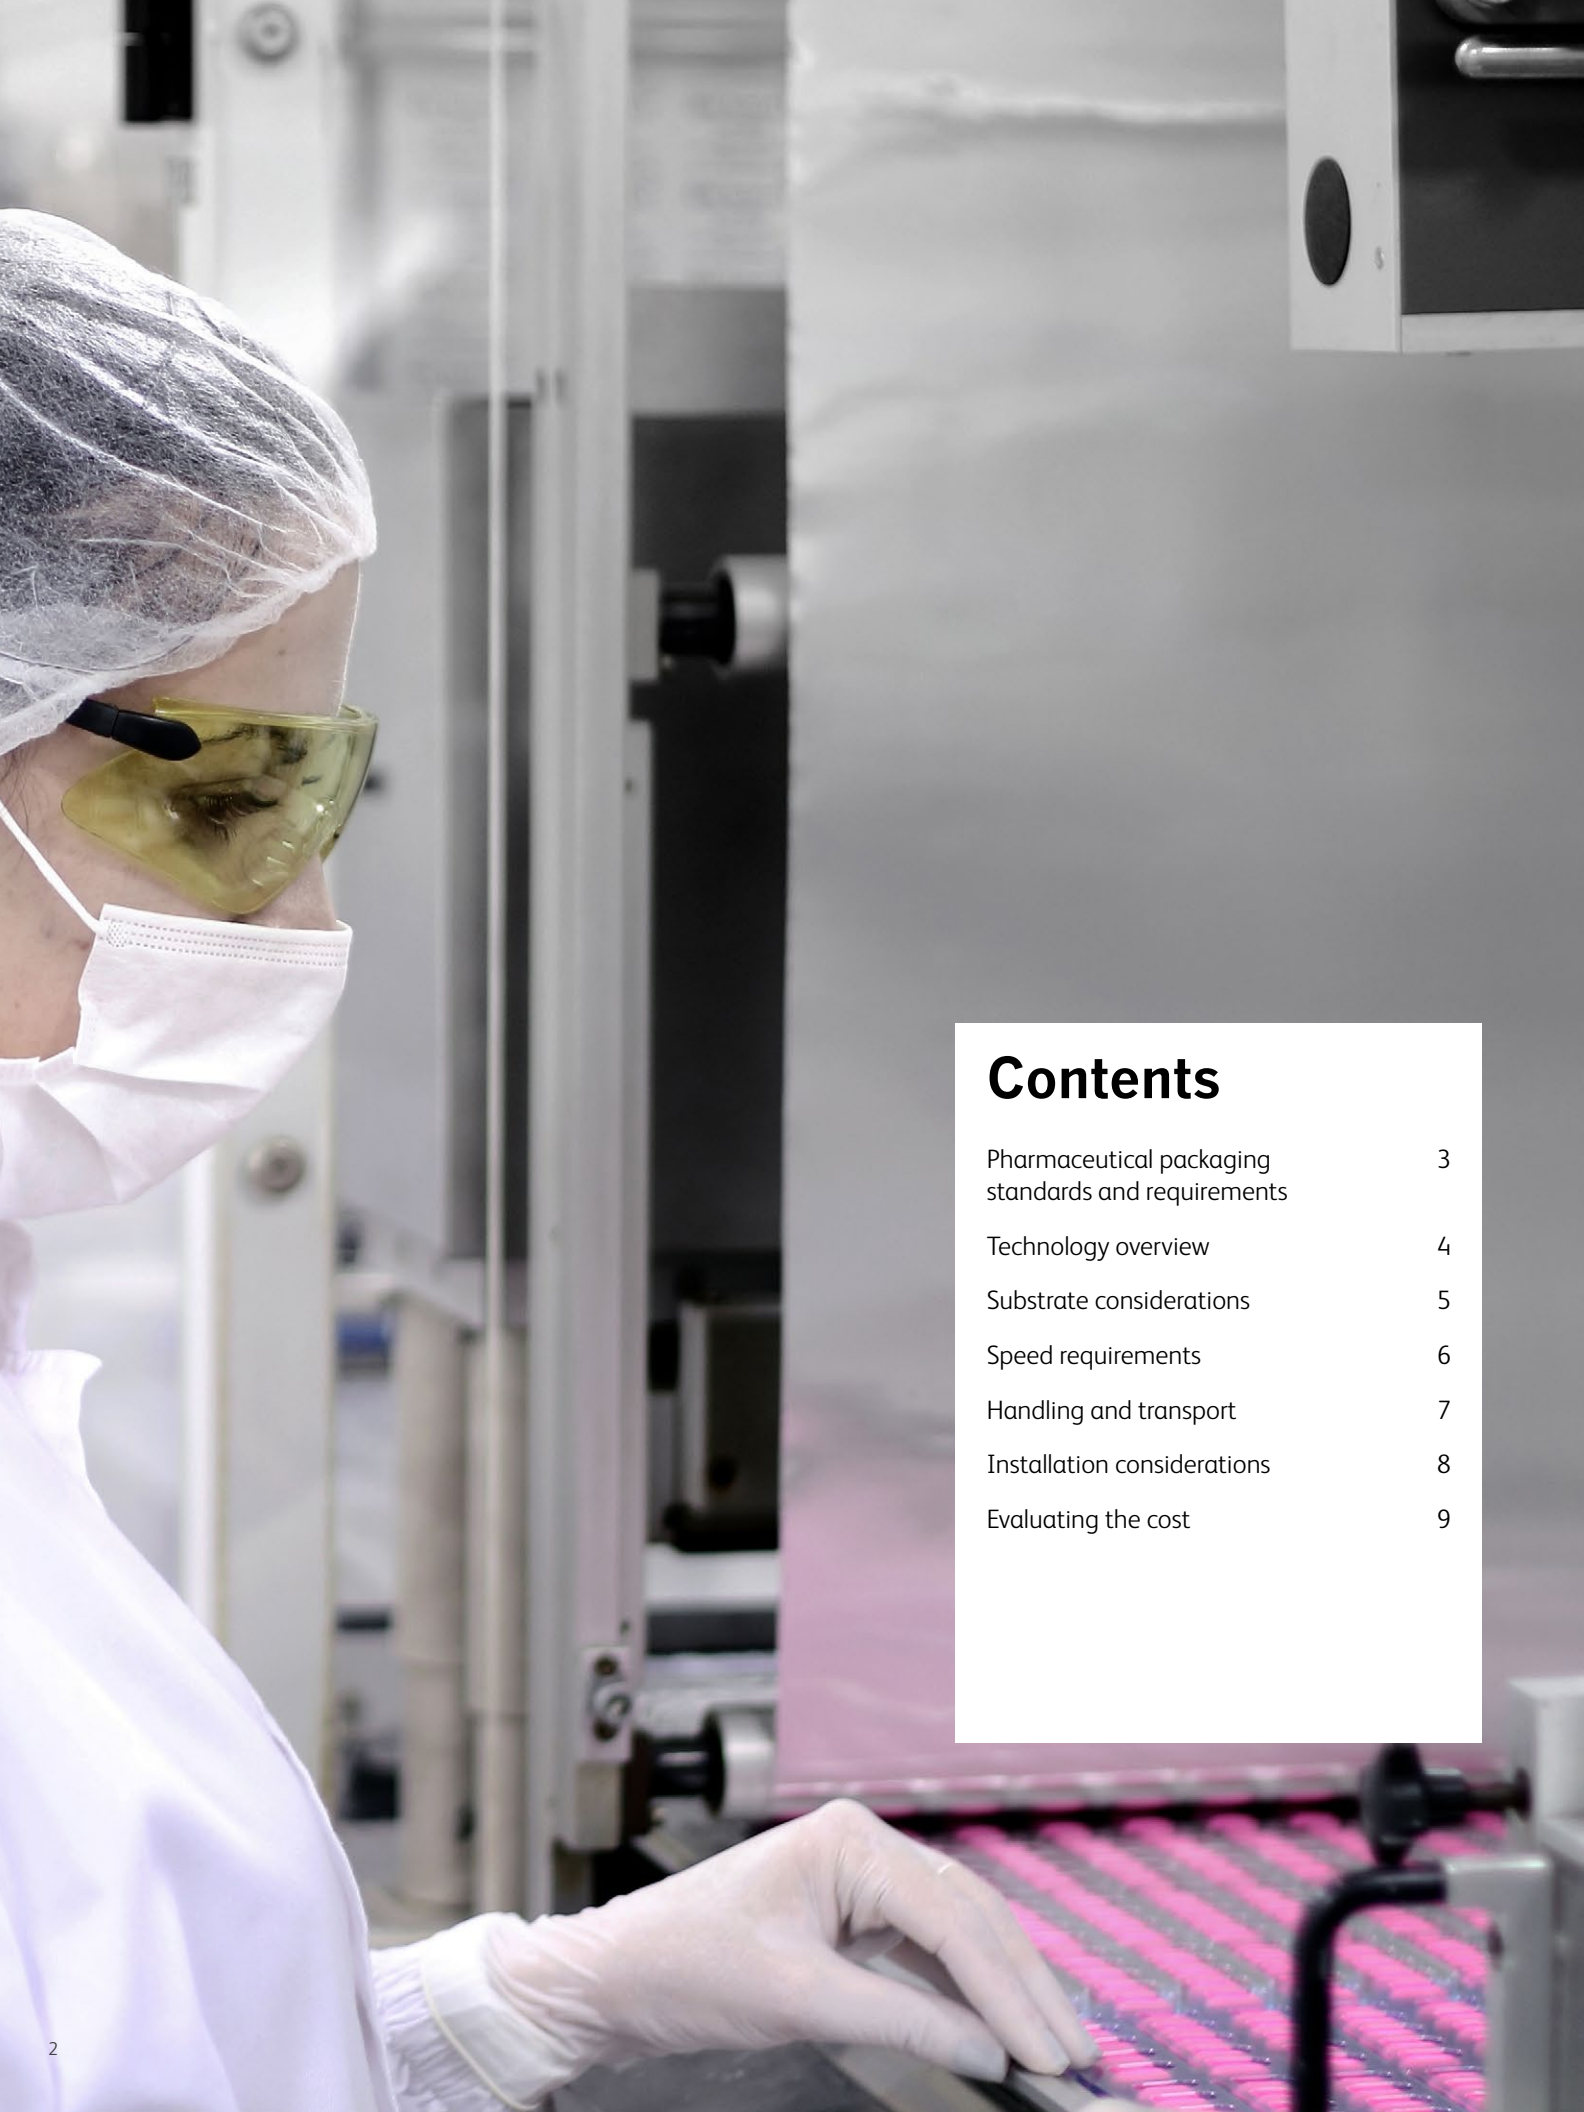 Contents
Pharmaceutical packaging 3
standards and requirements
Technology overview 4
Substrate considerations 5
Speed requirements 6
Handling and transport 7
Installation considerations 8
Evaluating the cost 9
2